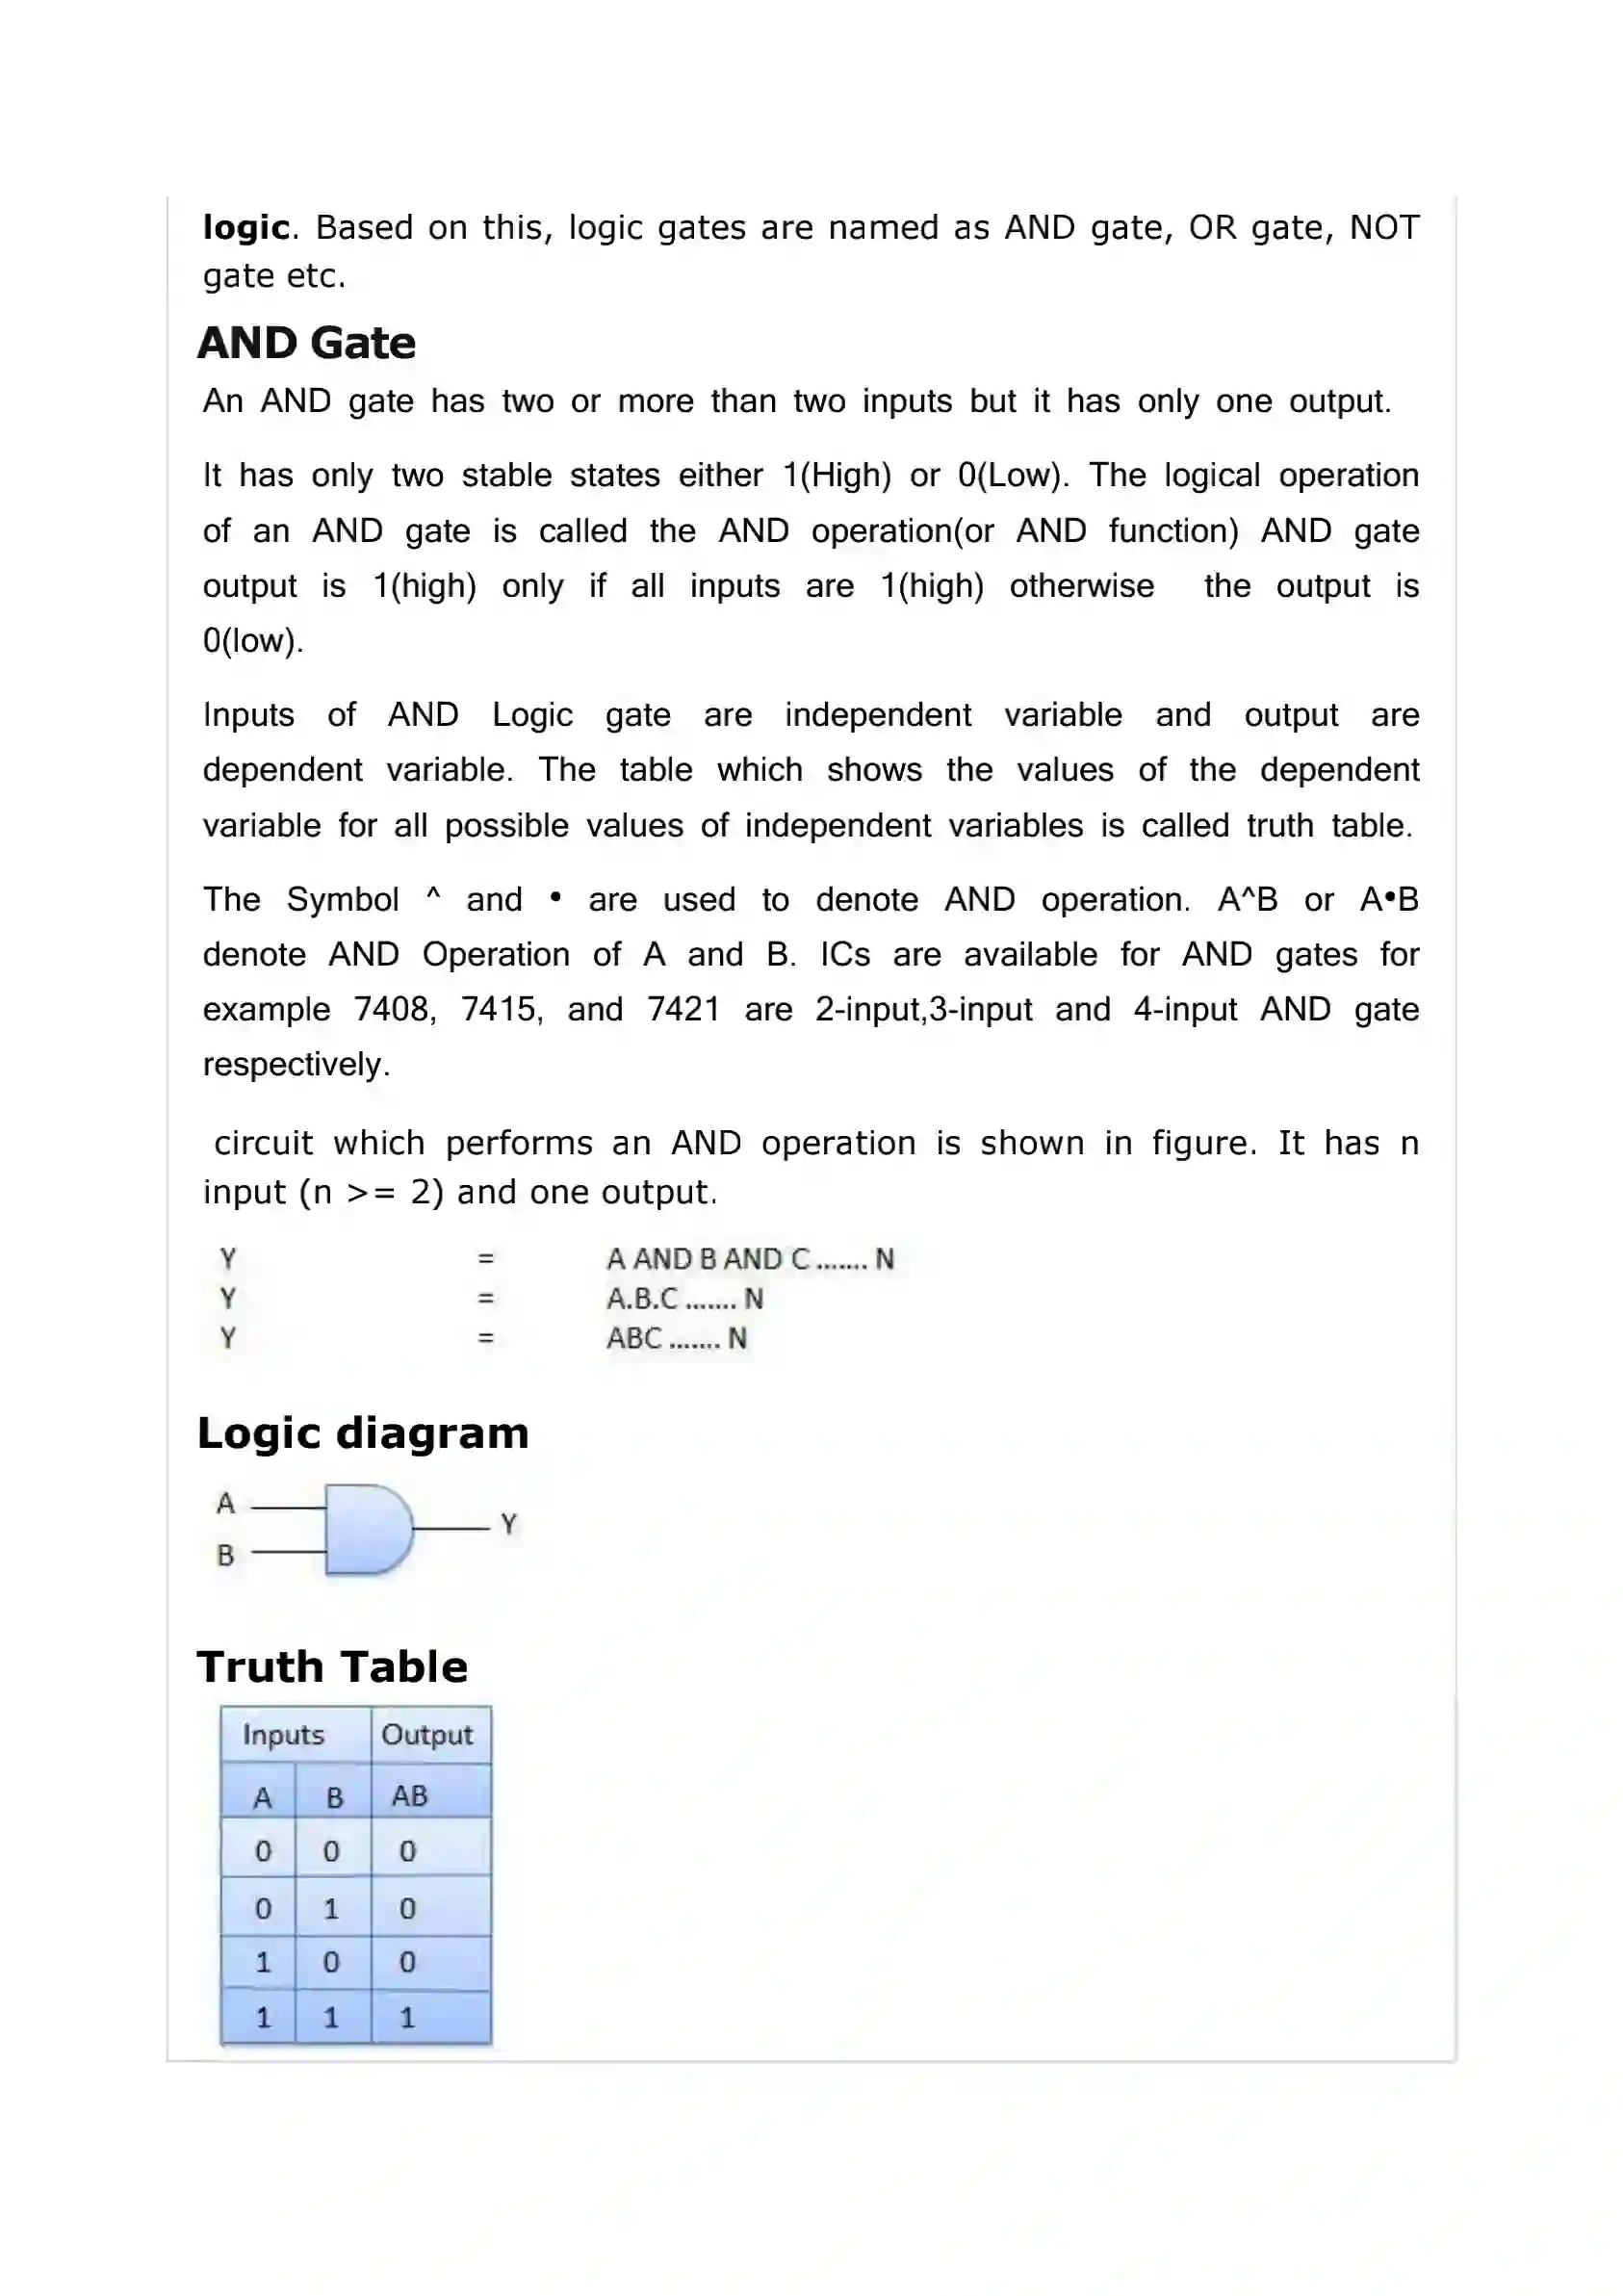 logic. Based on this, logic gates are named as AND gate, OR gate, NOT
gate etc.
AND Gate
An AND gate has two or more than two inputs but it has only one output.
It has only two stable states either 1(High) or 0(Low). The logical operation
of an AND gate is called the AND operation(or AND function) AND gate
output is 1(high) only if all inputs are 1(high) otherwise the output is
0(low).
Inputs of AND Logic gate are independent variable and output are
dependent variable. The table which shows the values of the dependent
variable for all possible values of independent variables is called truth table.
The Symbol ^ and • are used to denote AND operation. A^B or A•B
denote AND Operation of A and B. ICs are available for AND gates for
example 7408, 7415, and 7421 are 2-input,3-input and 4-input AND gate
respectively.
circuit which performs an AND operation is shown in figure. It has n
input (n >= 2) and one output.
Y = A AND B AND C ....... N
Y = A.B.C ....... N
Y = ABC ....... N
Logic diagram
A
Y
B
Truth Table
Inputs Output
A B AB
0 0 0
0 1 0
1 0 0
1 1 1